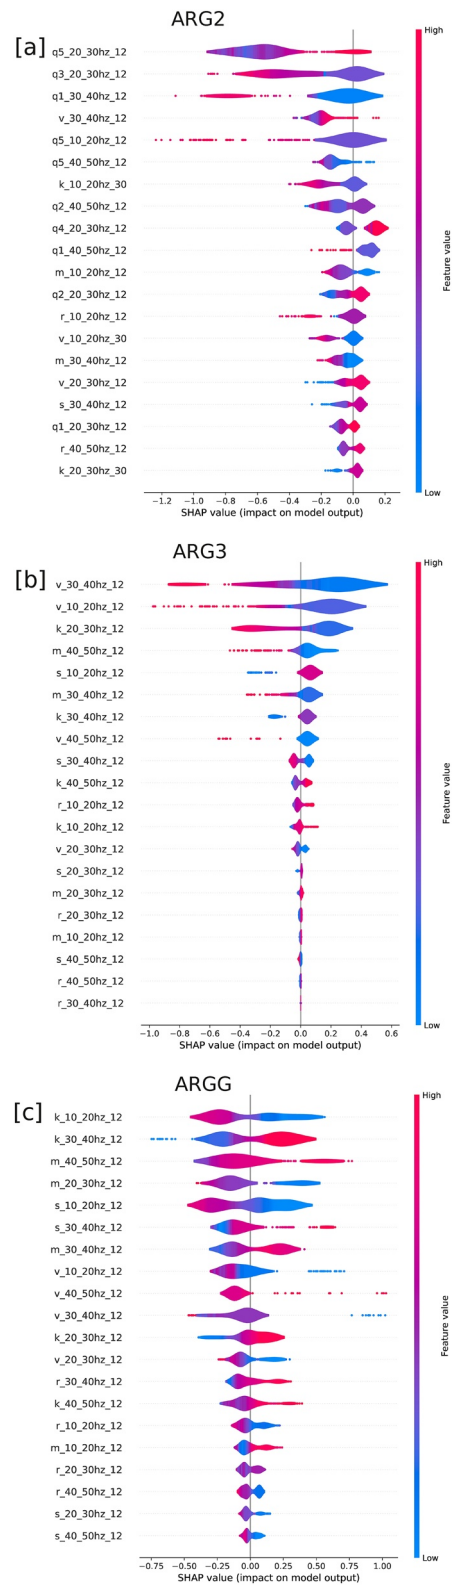 ARG2
[a]
High
q5_20_30hz_12
q3_20_30hz_12
q1_30_40hz_12
v_30_40hz_12
q5_10_20hz_12
q5_40_50hz_12
k_10_20hz_30
q2_40_50hz_12
q4_20_30hz_12
q1_40_50hz_12
m_10_20hz_12
q2_20_30hz_12
r_10_20hz_12
v_10_20hz_30
m_30_40hz_12
v_20_30hz_12
s_30_40hz_12
q1_20_30hz_12
r_40_50hz_12
k_20_30hz_30
Feature value
Low
−1.2 −1.0 −0.8 −0.6 −0.4 −0.2 0.0 0.2
SHAP value (impact on model output)
ARG3
[b]
High
v_30_40hz_12
v_10_20hz_12
k_20_30hz_12
m_40_50hz_12
s_10_20hz_12
m_30_40hz_12
k_30_40hz_12
v_40_50hz_12
s_30_40hz_12
k_40_50hz_12
r_10_20hz_12
k_10_20hz_12
v_20_30hz_12
s_20_30hz_12
m_20_30hz_12
r_20_30hz_12
m_10_20hz_12
s_40_50hz_12
r_40_50hz_12
r_30_40hz_12
Feature value
Low
−1.0 −0.8 −0.6 −0.4 −0.2 0.0 0.2 0.4 0.6
SHAP value (impact on model output)
ARGG
[c]
High
k_10_20hz_12
k_30_40hz_12
m_40_50hz_12
m_20_30hz_12
s_10_20hz_12
s_30_40hz_12
m_30_40hz_12
v_10_20hz_12
v_40_50hz_12
v_30_40hz_12
k_20_30hz_12
v_20_30hz_12
r_30_40hz_12
k_40_50hz_12
r_10_20hz_12
m_10_20hz_12
r_20_30hz_12
r_40_50hz_12
s_20_30hz_12
s_40_50hz_12
Feature value
Low
−0.75 −0.50 −0.25 0.00 0.25 0.50 0.75 1.00
SHAP value (impact on model output)